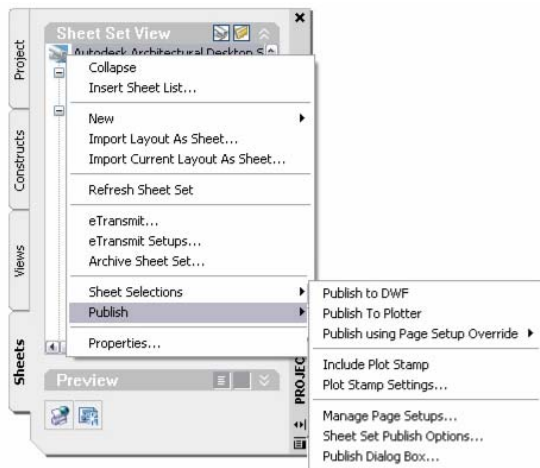 Sheet Set View
Autodesk Architectural Desktop S
Project
Constructs
Views
Sheets
Collapse
Insert Sheet List...
New
Import Layout As Sheet...
Import Current Layout As Sheet...
Refresh Sheet Set
eTransmit...
eTransmit Setups...
Archive Sheet Set...
Sheet Selections
Publish
Properties...
Publish to DWF
Publish To Plotter
Publish using Page Setup Override
Include Plot Stamp
Plot Stamp Settings...
Manage Page Setups...
Sheet Set Publish Options...
Publish Dialog Box...
Preview